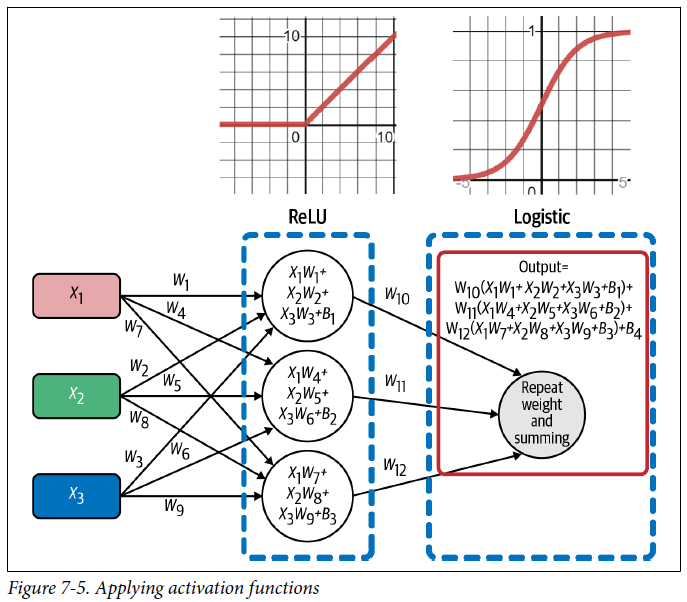 10
0
10
1
-5
0
5
ReLU
Logistic
X1
X2
X3
W1
W4
W7
W2
W5
W8
W3
W6
W9
X1W1+
X2W2+
X3W3+B1
X1W4+
X2W5+
X3W6+B2
X1W7+
X2W8+
X3W9+B3
W10
W11
W12
Output=
W10(X1W1+X2W2+X3W3+B1)+
W11(X1W4+X2W5+X3W6+B2)+
W12(X1W7+X2W8+X3W9+B3)+B4
Repeat
weight
and
summing
Figure 7-5. Applying activation functions